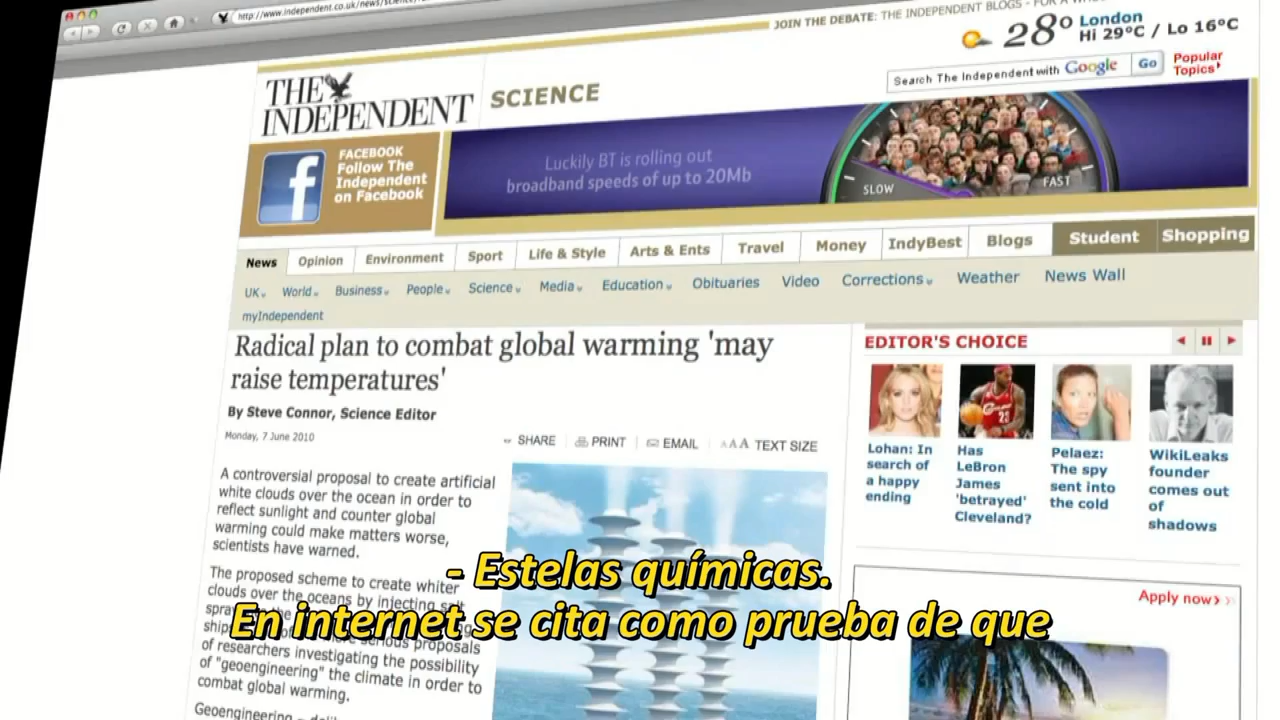 http://www.independent.co.uk/news/science/
JOIN THE DEBATE: THE INDEPENDENT BLOGS - FOR A
THE
INDEPENDENT
SCIENCE
28° London
Hi 29°C / Lo 16°C
Search The Independent with Google Go
Popular
Topics
FACEBOOK
Follow The
Independent
on Facebook
Luckily BT is rolling out
broadband speeds of up to 20Mb
SLOW FAST
News Opinion Environment Sport Life & Style Arts & Ents Travel Money IndyBest Blogs Student Shopping
UK World Business People Science Media Education Obituaries Video Corrections Weather News Wall
myIndependent
Radical plan to combat global warming 'may
raise temperatures'
By Steve Connor, Science Editor
Monday, 7 June 2010
SHARE PRINT EMAIL AAA TEXT SIZE
A controversial proposal to create artificial
white clouds over the ocean in order to
reflect sunlight and counter global
warming could make matters worse,
scientists have warned.
The proposed scheme to create whiter
clouds over the oceans by injecting salt
serious proposals
of researchers investigating the possibility
of "geoengineering" the climate in order to
combat global warming.
Geoengineering
EDITOR'S CHOICE
Lohan: In
search of
a happy
ending
Has
LeBron
James
'betrayed'
Cleveland?
Pelaez:
The spy
sent into
the cold
WikiLeaks
founder
comes out
of
shadows
Apply now
- Estelas químicas.
En internet se cita como prueba de que